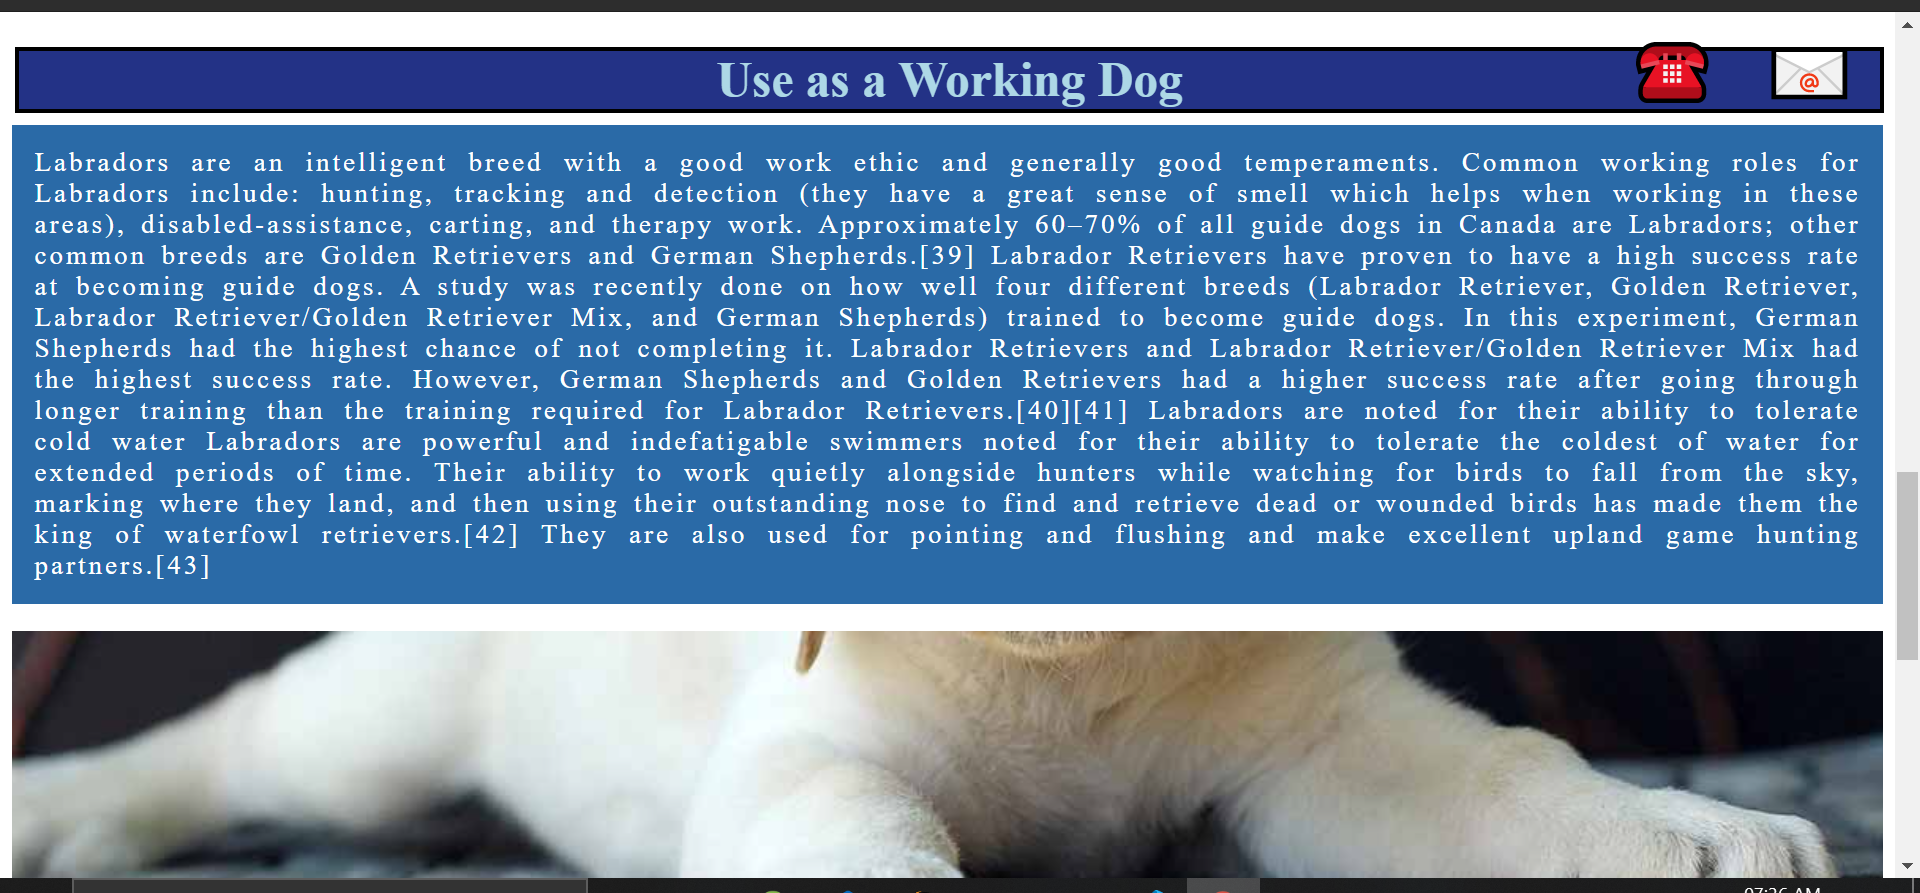 Use as a Working Dog
@
Labradors are an intelligent breed with a good work ethic and generally good temperaments. Common working roles for
Labradors include: hunting, tracking and detection (they have a great sense of smell which helps when working in these
areas), disabled-assistance, carting, and therapy work. Approximately 60–70% of all guide dogs in Canada are Labradors; other
common breeds are Golden Retrievers and German Shepherds.[39] Labrador Retrievers have proven to have a high success rate
at becoming guide dogs. A study was recently done on how well four different breeds (Labrador Retriever, Golden Retriever,
Labrador Retriever/Golden Retriever Mix, and German Shepherds) trained to become guide dogs. In this experiment, German
Shepherds had the highest chance of not completing it. Labrador Retrievers and Labrador Retriever/Golden Retriever Mix had
the highest success rate. However, German Shepherds and Golden Retrievers had a higher success rate after going through
longer training than the training required for Labrador Retrievers.[40][41] Labradors are noted for their ability to tolerate
cold water Labradors are powerful and indefatigable swimmers noted for their ability to tolerate the coldest of water for
extended periods of time. Their ability to work quietly alongside hunters while watching for birds to fall from the sky,
marking where they land, and then using their outstanding nose to find and retrieve dead or wounded birds has made them the
king of waterfowl retrievers.[42] They are also used for pointing and flushing and make excellent upland game hunting
partners.[43]
07:26 AM